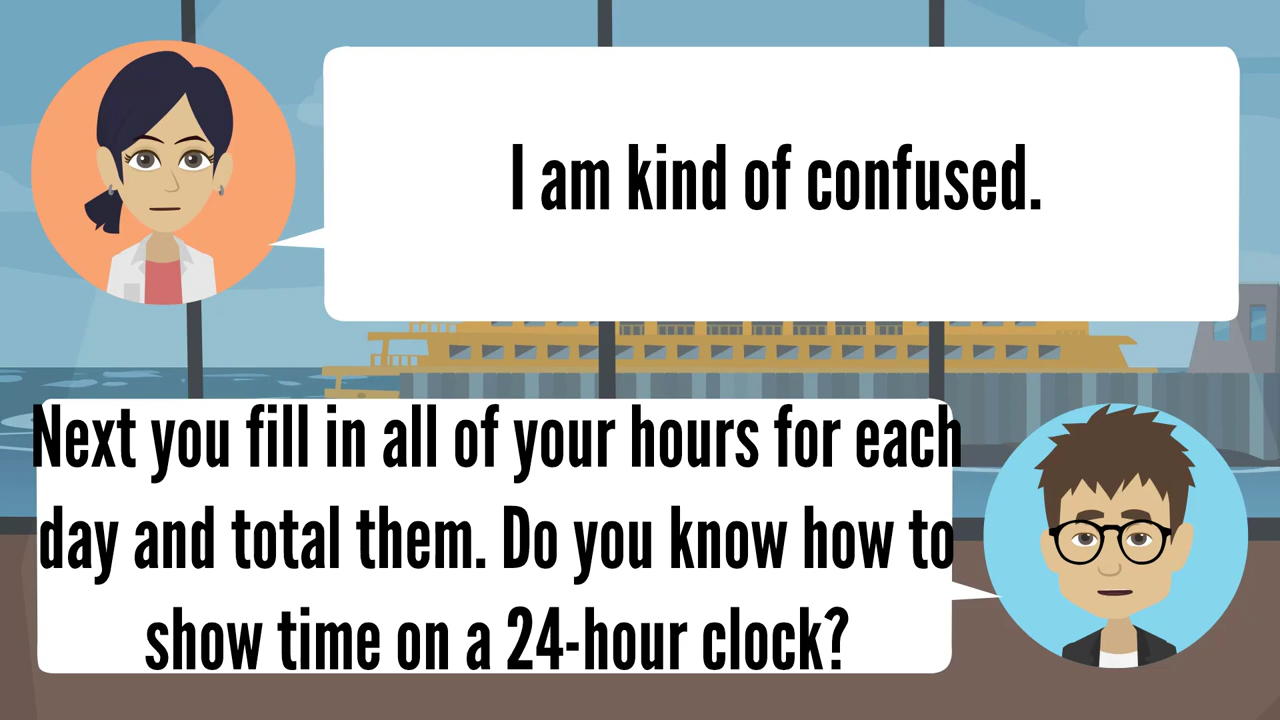 I am kind of confused.
Next you fill in all of your hours for each
day and total them. Do you know how to
show time on a 24-hour clock?